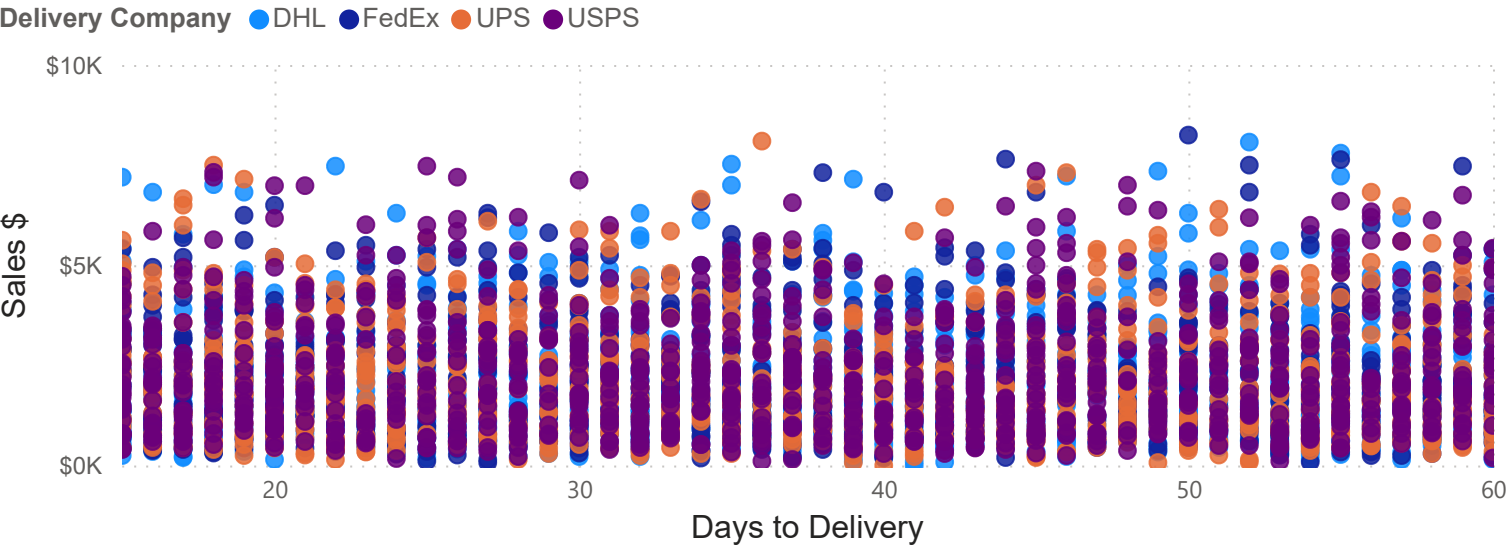 Delivery Company DHL FedEx UPS USPS
$10K
$5K
$0K
Sales $
20 30 40 50 60
Days to Delivery